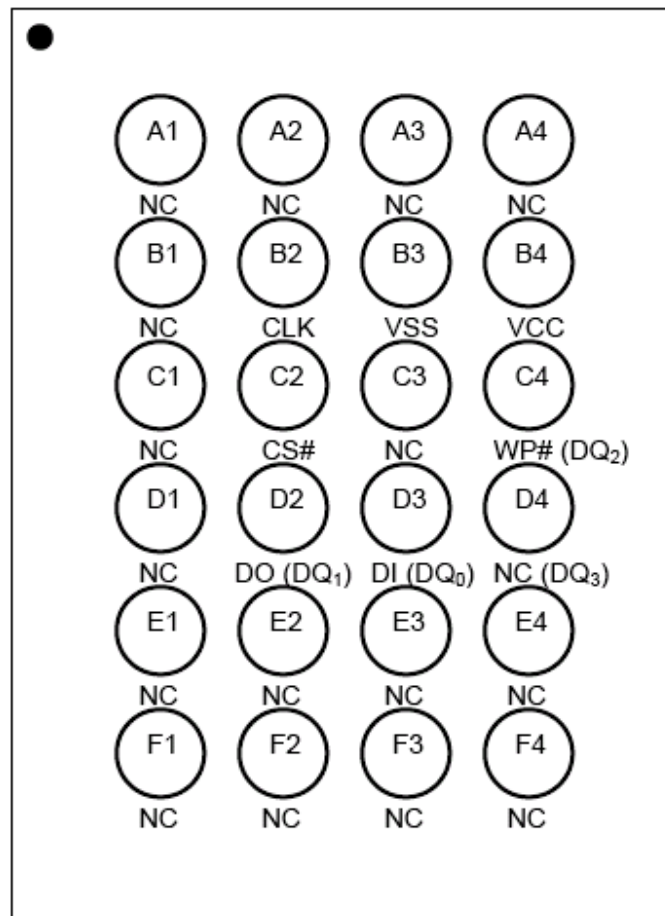 A1 A2 A3 A4
NC NC NC NC
B1 B2 B3 B4
NC CLK VSS VCC
C1 C2 C3 C4
NC CS# NC WP# (DQ₂)
D1 D2 D3 D4
NC DO (DQ₁) DI (DQ₀) NC (DQ₃)
E1 E2 E3 E4
NC NC NC NC
F1 F2 F3 F4
NC NC NC NC